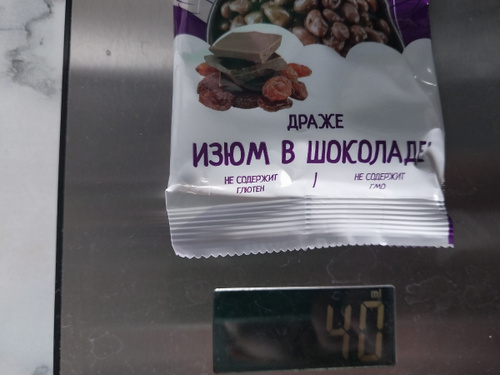 ДРАЖЕ
ИЗЮМ В ШОКОЛАДЕ
НЕ СОДЕРЖИТ ГЛЮТЕН / НЕ СОДЕРЖИТ ГМО
40